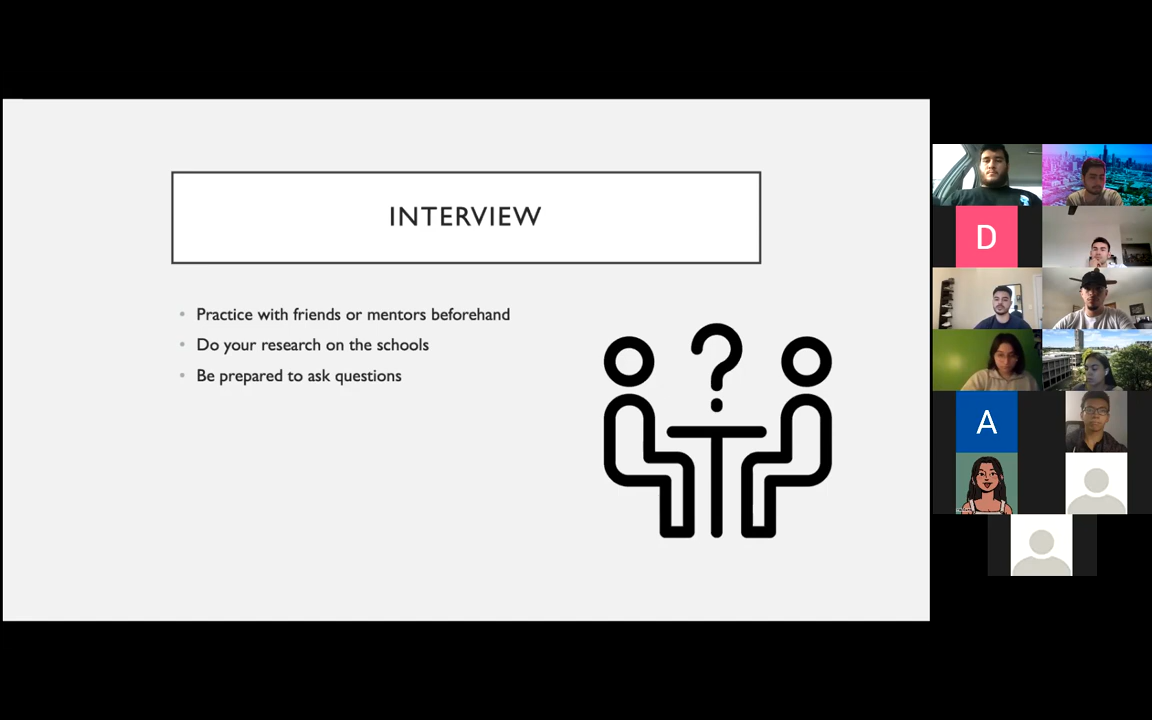 INTERVIEW
• Practice with friends or mentors beforehand
• Do your research on the schools
• Be prepared to ask questions
?
D
A